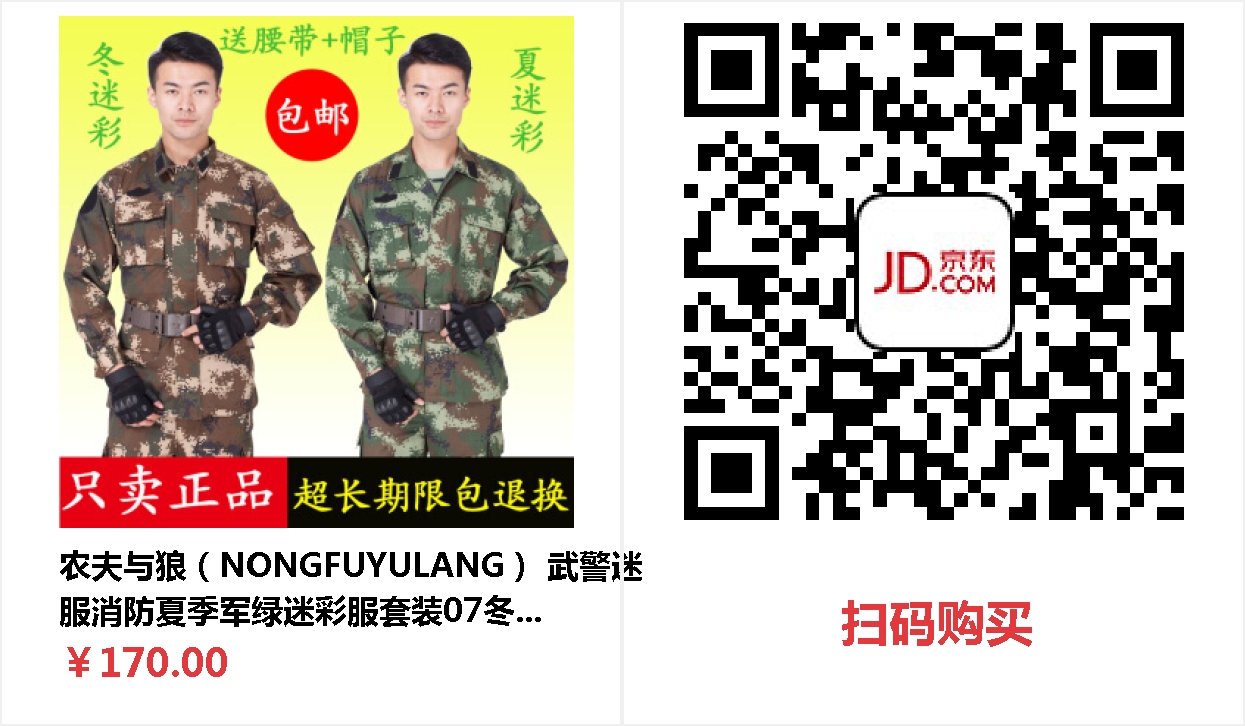 送腰带+帽子
冬迷彩
包邮
夏迷彩
只卖正品
超长期限包退换
农夫与狼（NONGFUYULANG） 武警迷
服消防夏季军绿迷彩服套装07冬...
￥170.00
JD.COM 京东
扫码购买